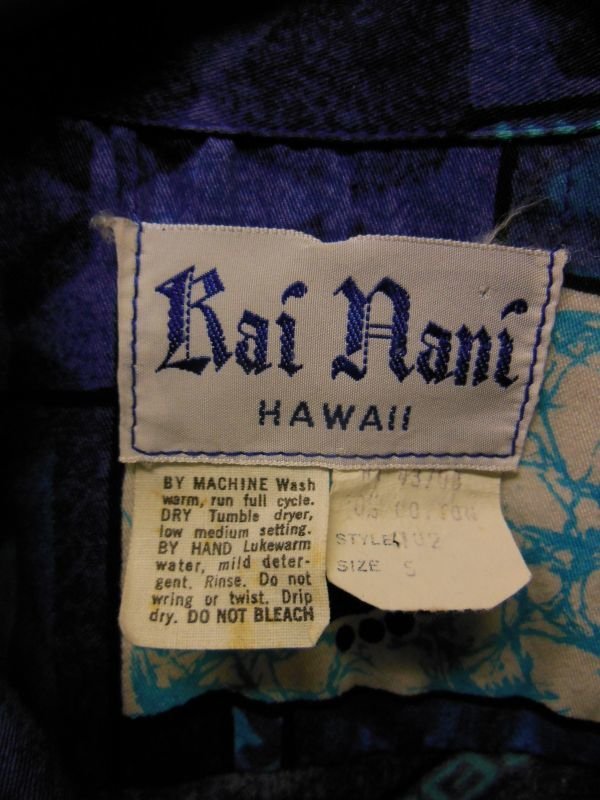 Kai Nani
HAWAII
BY MACHINE Wash
warm, run full cycle.
DRY Tumble dryer,
low medium setting.
BY HAND Lukewarm
water, mild deter-
gent. Rinse. Do not
wring or twist. Drip
dry. DO NOT BLEACH
STYLE
SIZE S